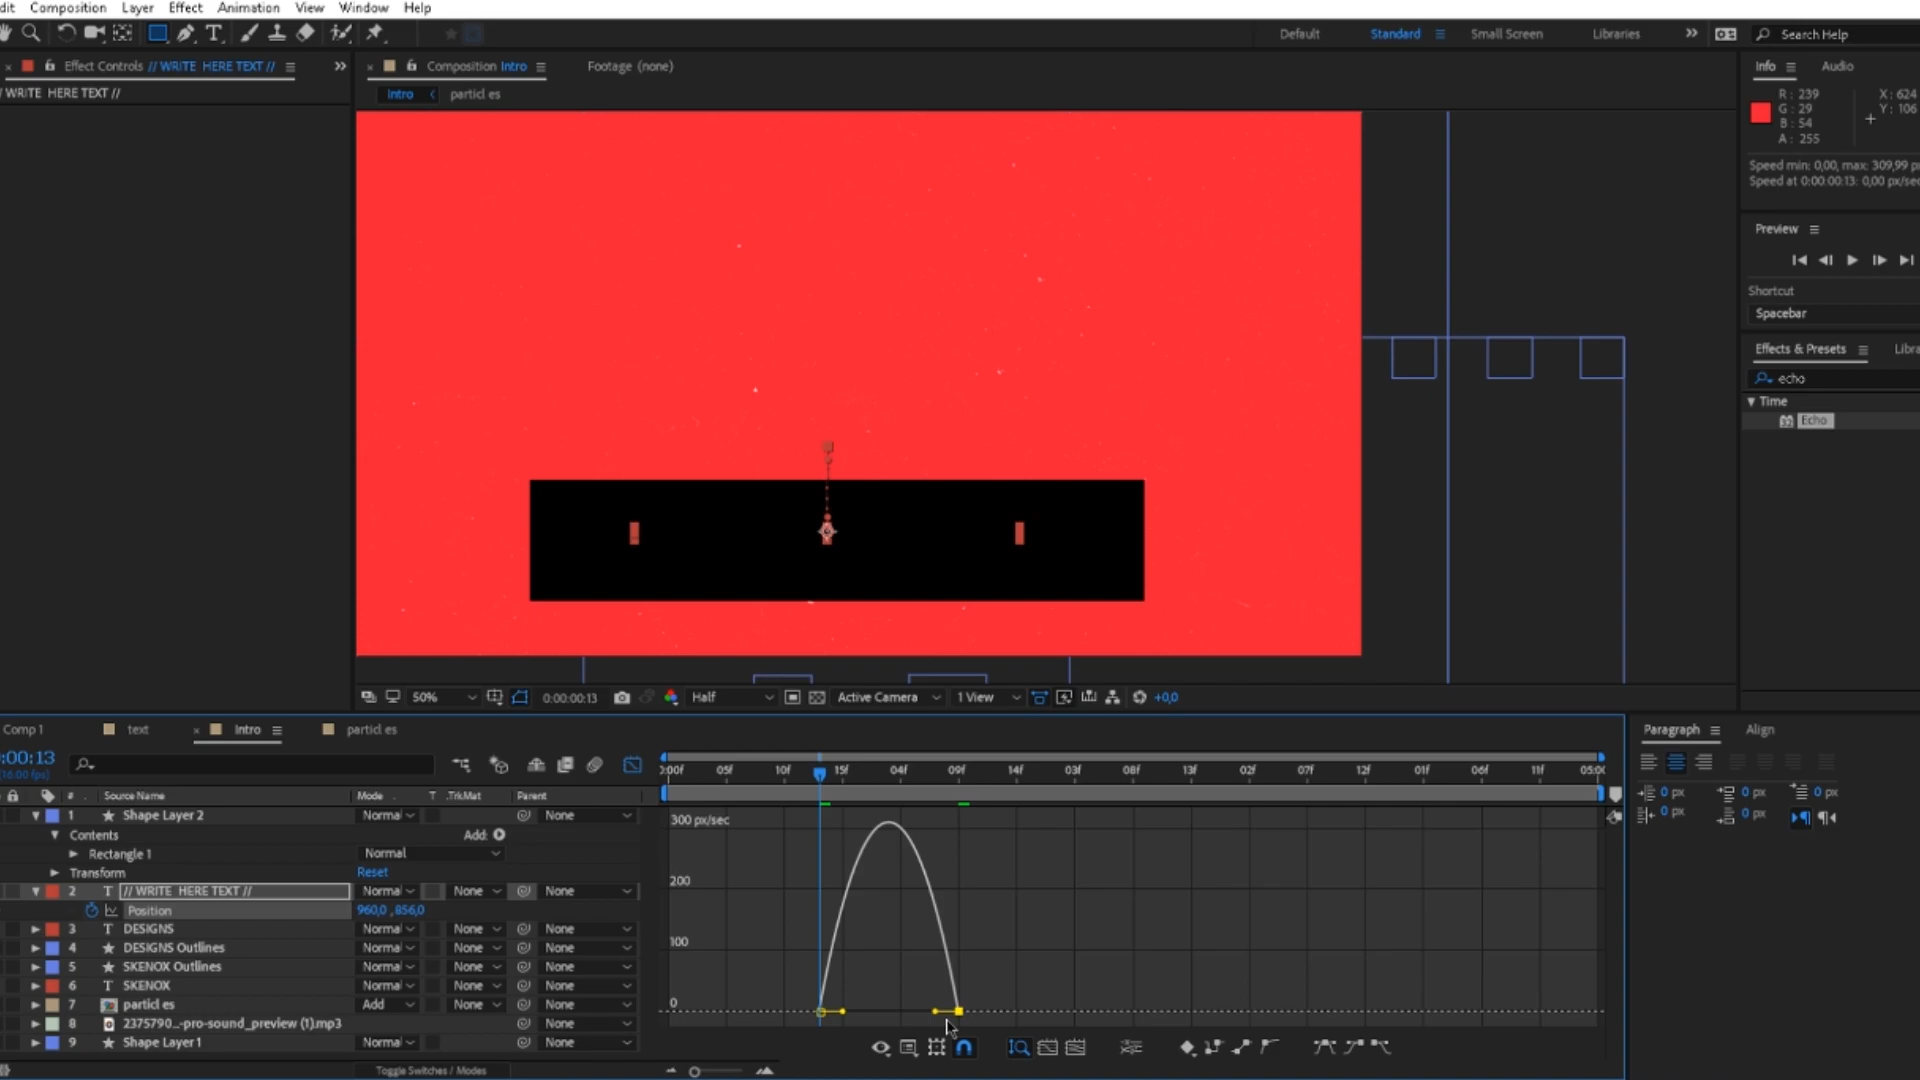 dit Composition Layer Effect Animation View Window Help
Default Standard Small Screen Libraries Search Help
Effect Controls // WRITE HERE TEXT //
/ WRITE HERE TEXT //
Composition Intro
Footage (none)
Intro particl es
Info Audio
R: 239
G: 29
B: 54
A: 255
X: 624
Y: 106
Speed min: 0,00, max: 309,99 p
Speed at 0:00:00:13: 0,00 px/sec
Preview
Shortcut
Spacebar
Effects & Presets Libra
echo
Time
Echo
50% 0:00:00:13 Half Active Camera 1 View +0,0
Comp 1 text Intro particl es
:00:13
(16.00 fps)
# Source Name Mode T .TrkMat Parent
1 Shape Layer 2 Normal None
Contents Add:
Rectangle 1 Normal
Transform Reset
2 T // WRITE HERE TEXT // Normal None None
Position 960,0 ,856,0
3 T DESIGNS Normal None None
4 DESIGNS Outlines Normal None None
5 SKENOX Outlines Normal None None
6 T SKENOX Normal None None
7 particl es Add None None
8 2375790...-pro-sound_preview (1).mp3 None
9 Shape Layer 1 Normal None None
Toggle Switches / Modes
:00f 05f 10f 15f 04f 09f 14f 03f 08f 13f 02f 07f 12f 01f 06f 11f 05:0
300 px/sec
200
100
0
Paragraph Align
0 px 0 px 0 px
0 px 0 px